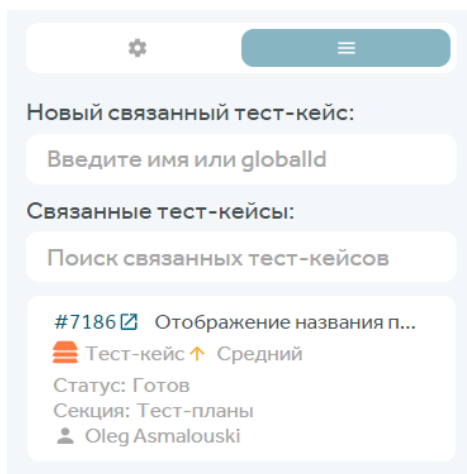 Новый связанный тест-кейс:
Введите имя или globalId
Связанные тест-кейсы:
Поиск связанных тест-кейсов
#7186 Отображение названия п...
Тест-кейс Средний
Статус: Готов
Секция: Тест-планы
Oleg Asmalouski